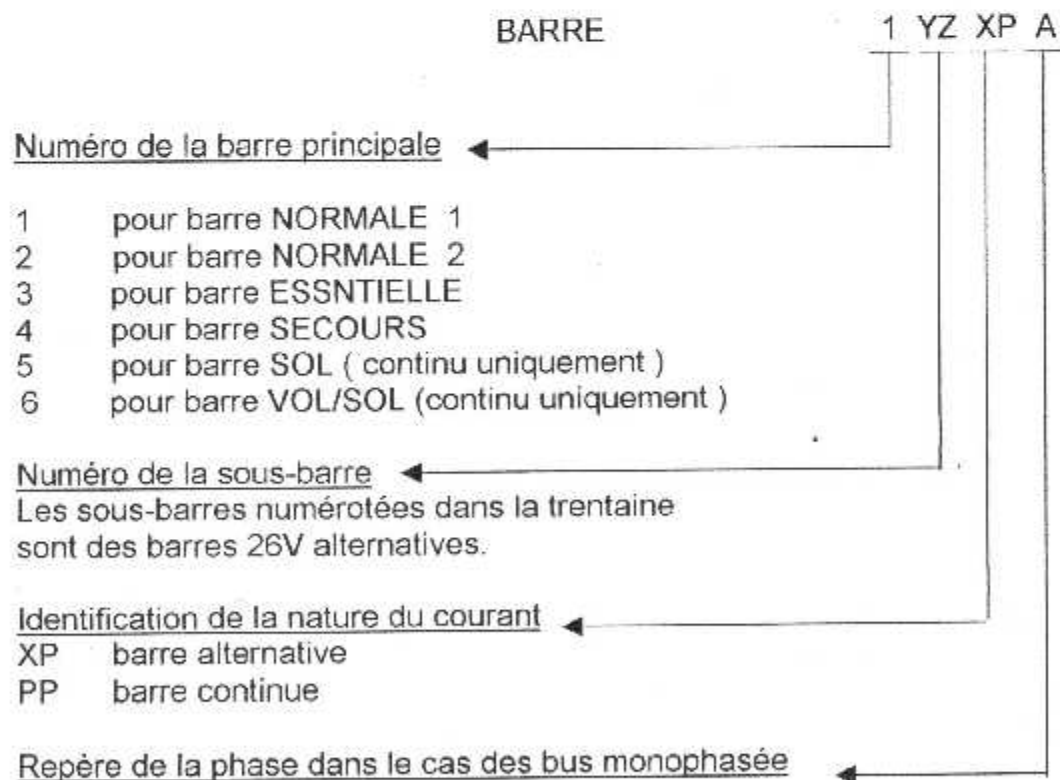 BARRE 1 YZ XP A
Numéro de la barre principale
1 pour barre NORMALE 1
2 pour barre NORMALE 2
3 pour barre ESSNTIELLE
4 pour barre SECOURS
5 pour barre SOL ( continu uniquement )
6 pour barre VOL/SOL (continu uniquement )
Numéro de la sous-barre
Les sous-barres numérotées dans la trentaine
sont des barres 26V alternatives.
Identification de la nature du courant
XP barre alternative
PP barre continue
Repère de la phase dans le cas des bus monophasée